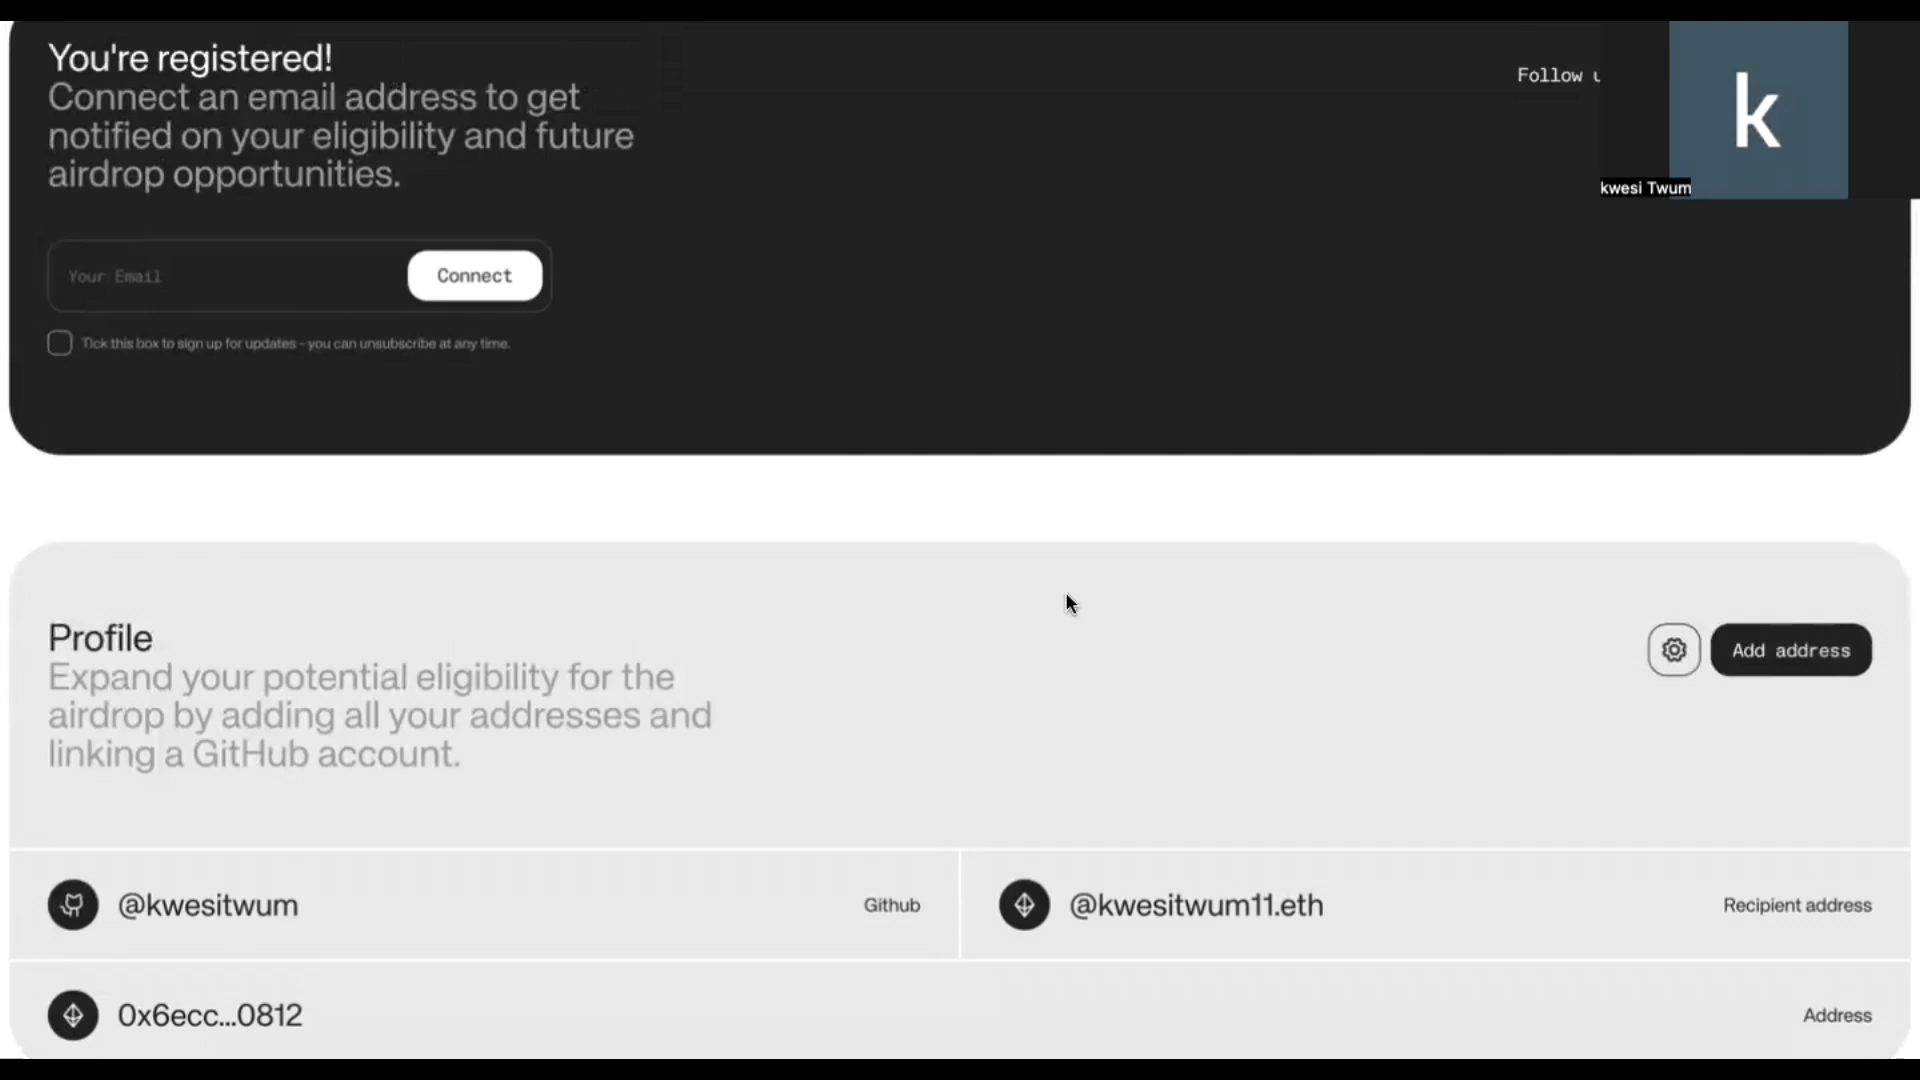 You're registered!
Connect an email address to get
notified on your eligibility and future
airdrop opportunities.
Follow
k
kwesi Twum
Your Email
Connect
Tick this box to sign up for updates - you can unsubscribe at any time.
Profile
Expand your potential eligibility for the
airdrop by adding all your addresses and
linking a GitHub account.
Add address
@kwesitwum
Github
@kwesitwum11.eth
Recipient address
0x6ecc...0812
Address